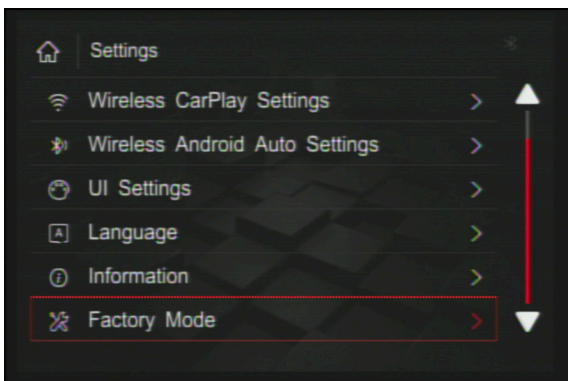 Settings
Wireless CarPlay Settings
Wireless Android Auto Settings
UI Settings
A Language
Information
Factory Mode